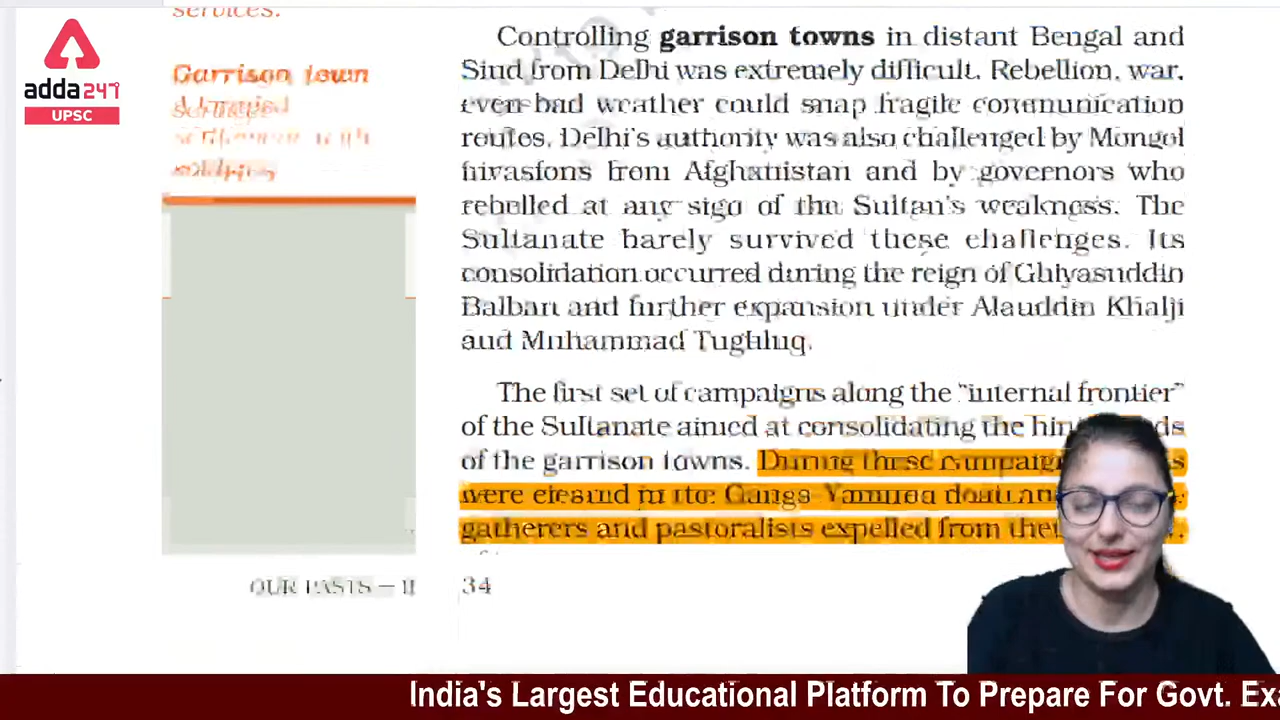 services.
Garrison town
A fortified
settlement with
soldiers
adda247
UPSC
Controlling garrison towns in distant Bengal and
Sind from Delhi was extremely difficult. Rebellion, war,
even bad weather could snap fragile communication
routes. Delhi's authority was also challenged by Mongol
invasions from Afghanistan and by governors who
rebelled at any sign of the Sultan's weakness. The
Sultanate barely survived these challenges. Its
consolidation occurred during the reign of Ghiyasuddin
Balban and further expansion under Alauddin Khalji
and Muhammad Tughluq.
The first set of campaigns along the "internal frontier"
of the Sultanate aimed at consolidating the
of the garrison towns. During these
were cleared in the Ganga Yamuna doab
gatherers and pastoralists expelled from
OUR PASTS – II
34
India's Largest Educational Platform To Prepare For Govt.